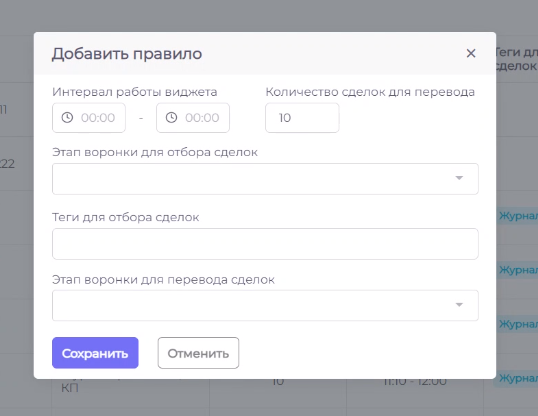 Добавить правило
Теги дл
сделок
Интервал работы виджета
Количество сделок для перевода
00:00 - 00:00
10
11
Этап воронки для отбора сделок
:22
Теги для отбора сделок
Журнал
Журнал
Этап воронки для перевода сделок
Журнал
Сохранить
Отменить
Журнал
КП
10
11:10 - 12:00